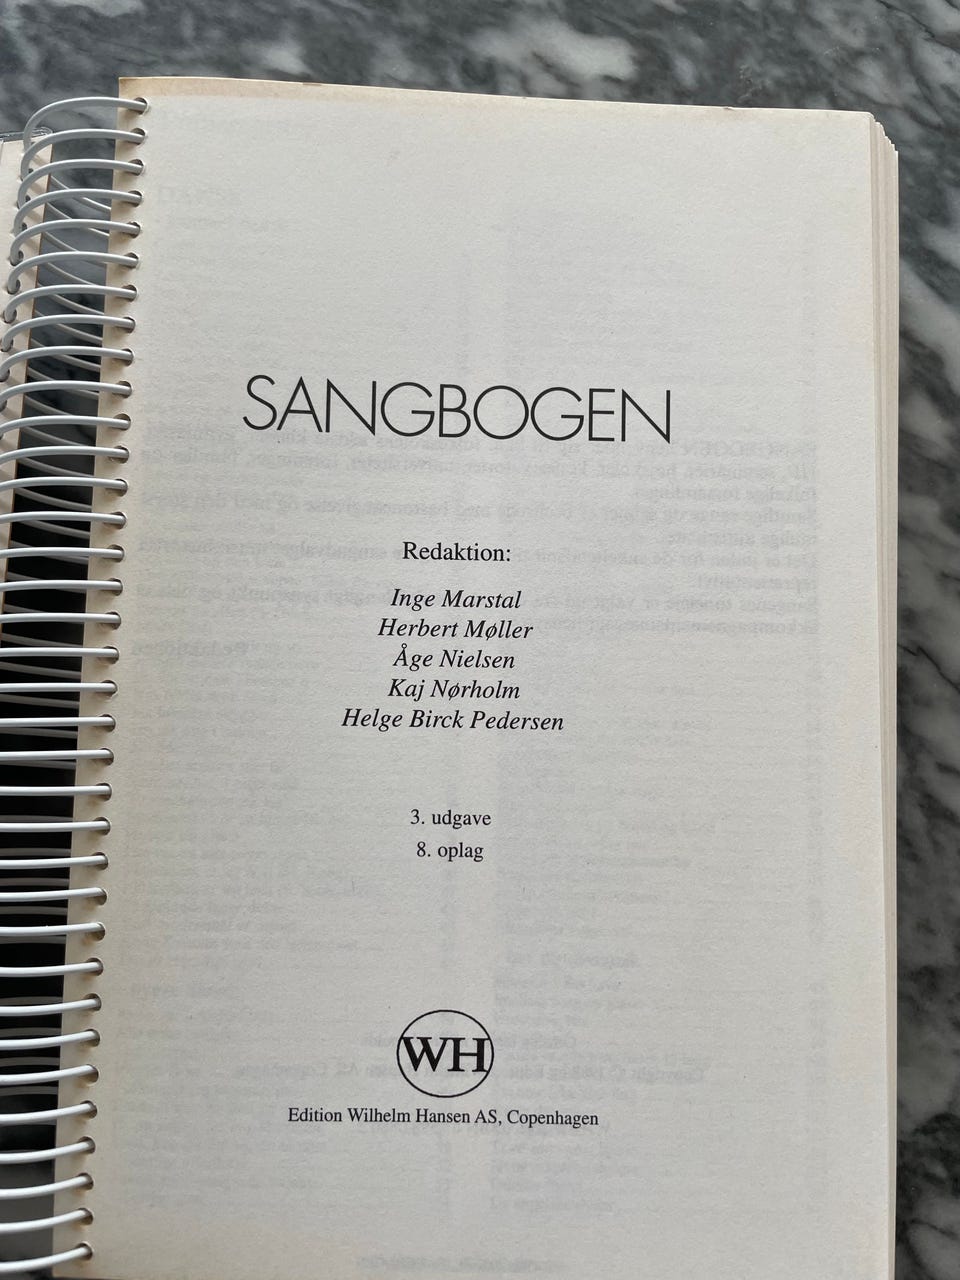 SANGBOGEN
Redaktion:
Inge Marstal
Herbert Møller
Åge Nielsen
Kaj Nørholm
Helge Birck Pedersen
3. udgave
8. oplag
WH
Edition Wilhelm Hansen AS, Copenhagen